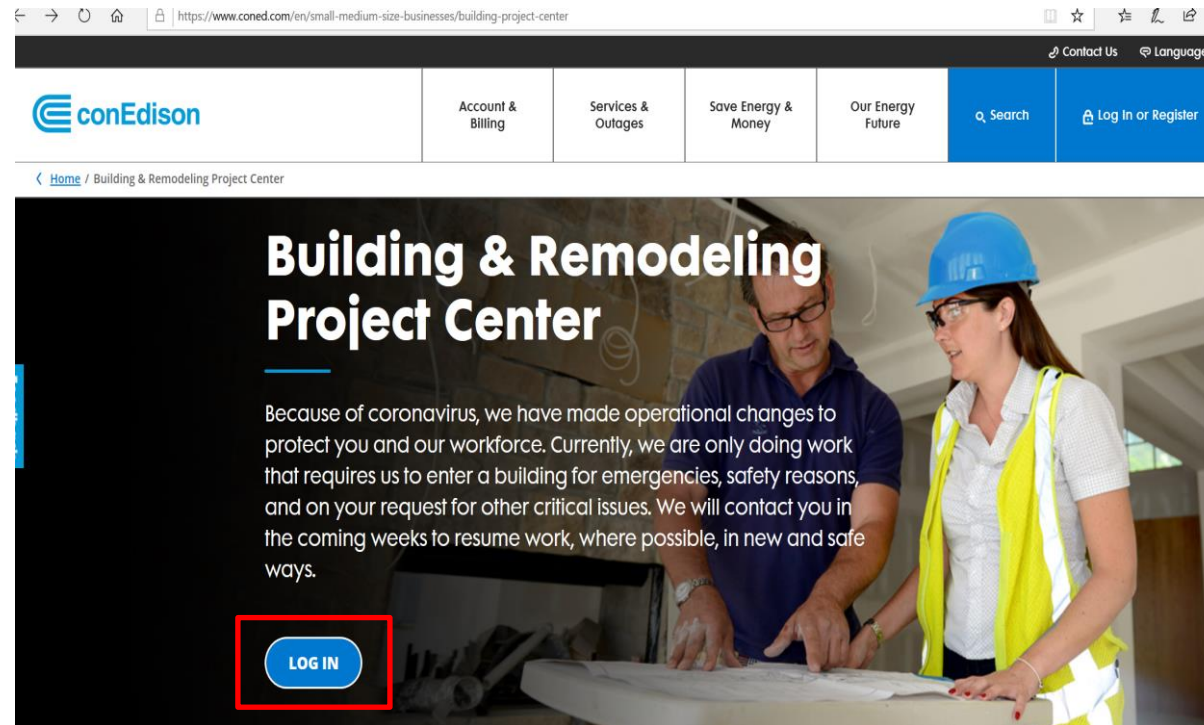 https://www.coned.com/en/small-medium-size-businesses/building-project-center
Contact Us Language
conEdison
Account &
Billing
Services &
Outages
Save Energy &
Money
Our Energy
Future
Search
Log In or Register
Home / Building & Remodeling Project Center
Building & Remodeling
Project Center
Because of coronavirus, we have made operational changes to
protect you and our workforce. Currently, we are only doing work
that requires us to enter a building for emergencies, safety reasons,
and on your request for other critical issues. We will contact you in
the coming weeks to resume work, where possible, in new and safe
ways.
LOG IN